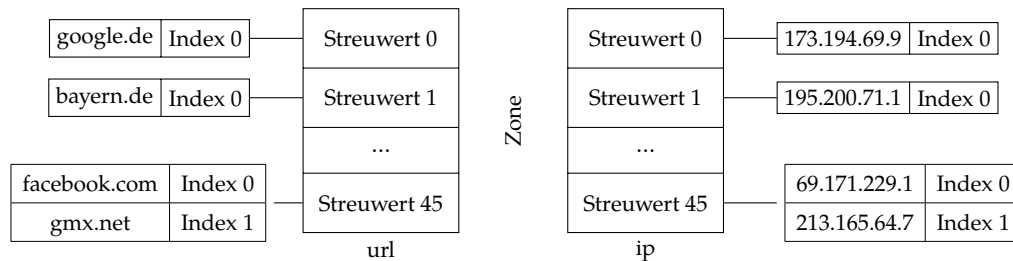 google.de Index 0 Streuwert 0 Streuwert 0 173.194.69.9 Index 0
bayern.de Index 0 Streuwert 1 Zone Streuwert 1 195.200.71.1 Index 0
... ...
facebook.com Index 0 69.171.229.1 Index 0
gmx.net Index 1 Streuwert 45 Streuwert 45 213.165.64.7 Index 1
url ip